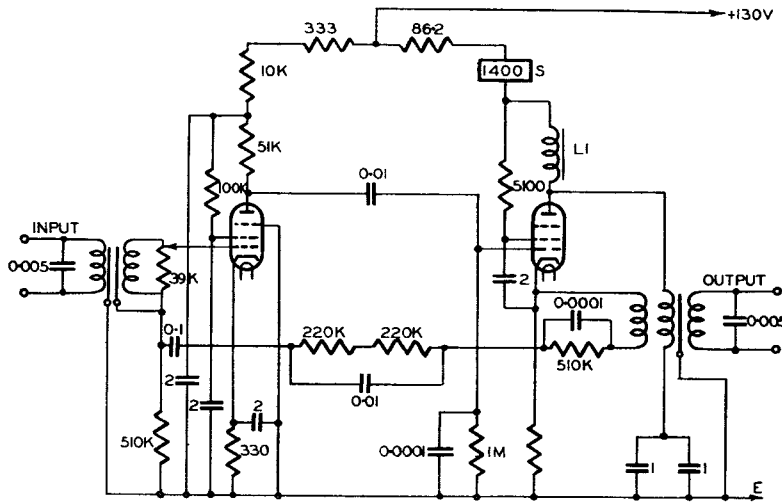 +130V
333
86·2
10K
1400
S
51K
L1
100K
5100
0·01
INPUT
0·005
39K
2
OUTPUT
0·0001
0·005
0·1
220K
220K
510K
2
0·01
2
2
510K
330
0·0001
1M
1
1
E